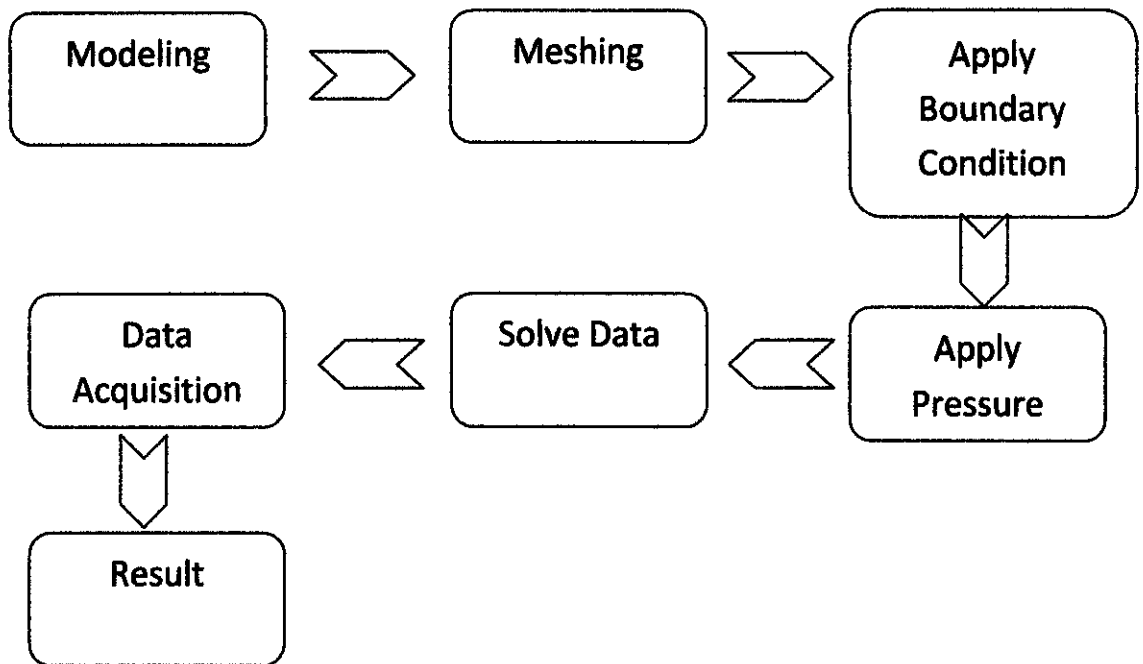 Modeling
Meshing
Apply
Boundary
Condition
Apply
Pressure
Solve Data
Data
Acquisition
Result